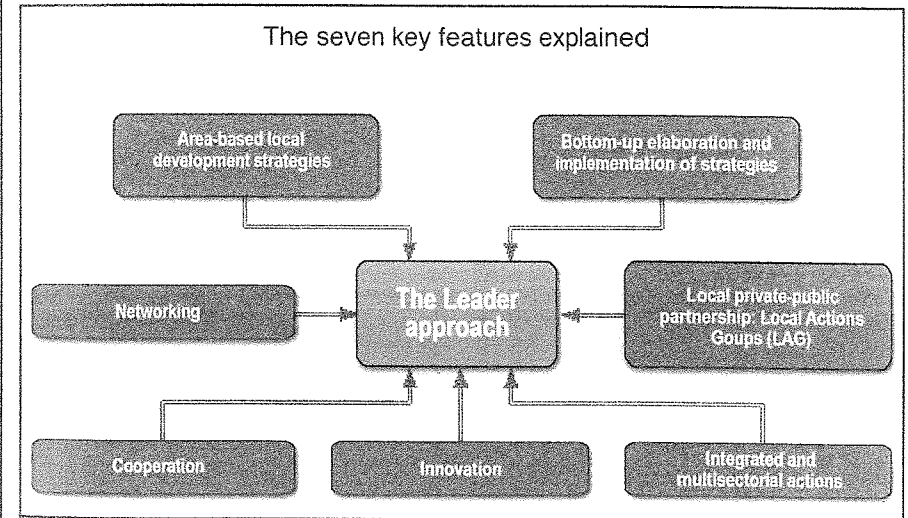 The seven key features explained
Area-based local
development strategies
Bottom-up elaboration and
implementation of strategies
Networking
The Leader
approach
Local private-public
partnership: Local Actions
Goups (LAG)
Cooperation
Innovation
Integrated and
multisectorial actions